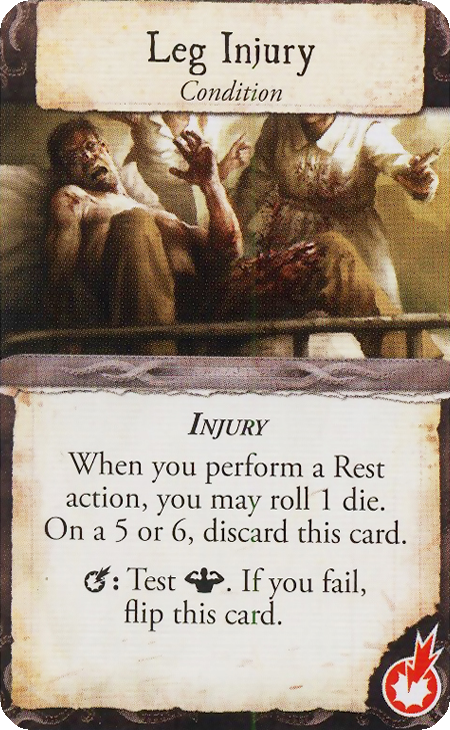 Leg Injury
Condition
Injury
When you perform a Rest
action, you may roll 1 die.
On a 5 or 6, discard this card.
: Test . If you fail,
flip this card.